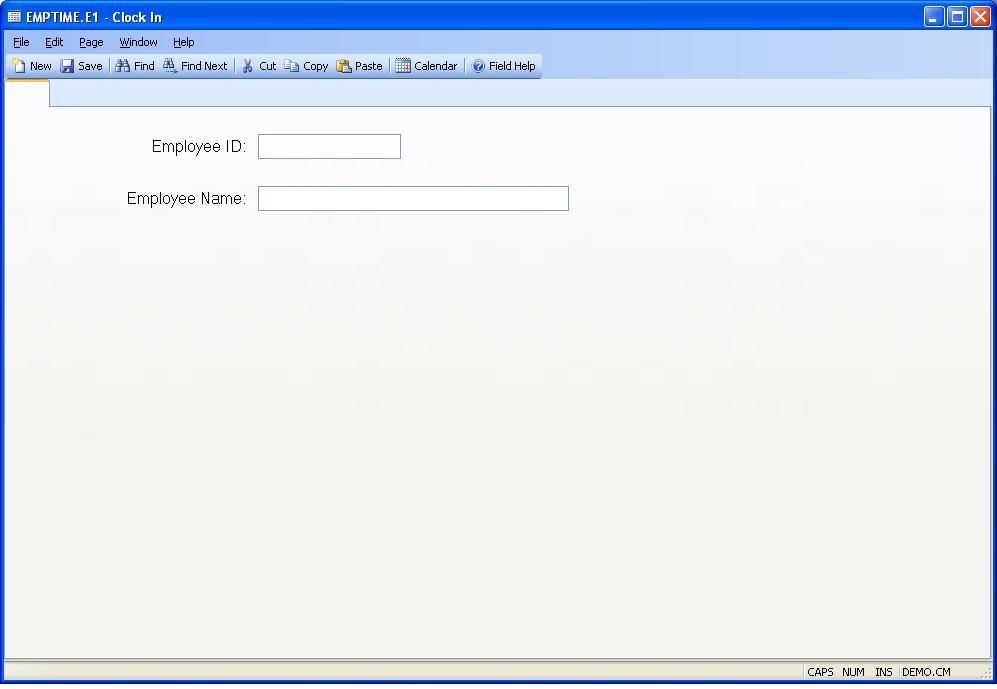 EMPTIME.E1 - Clock In
File Edit Page Window Help
New Save Find Find Next Cut Copy Paste Calendar Field Help
Employee ID:
Employee Name:
CAPS NUM INS DEMO.CM